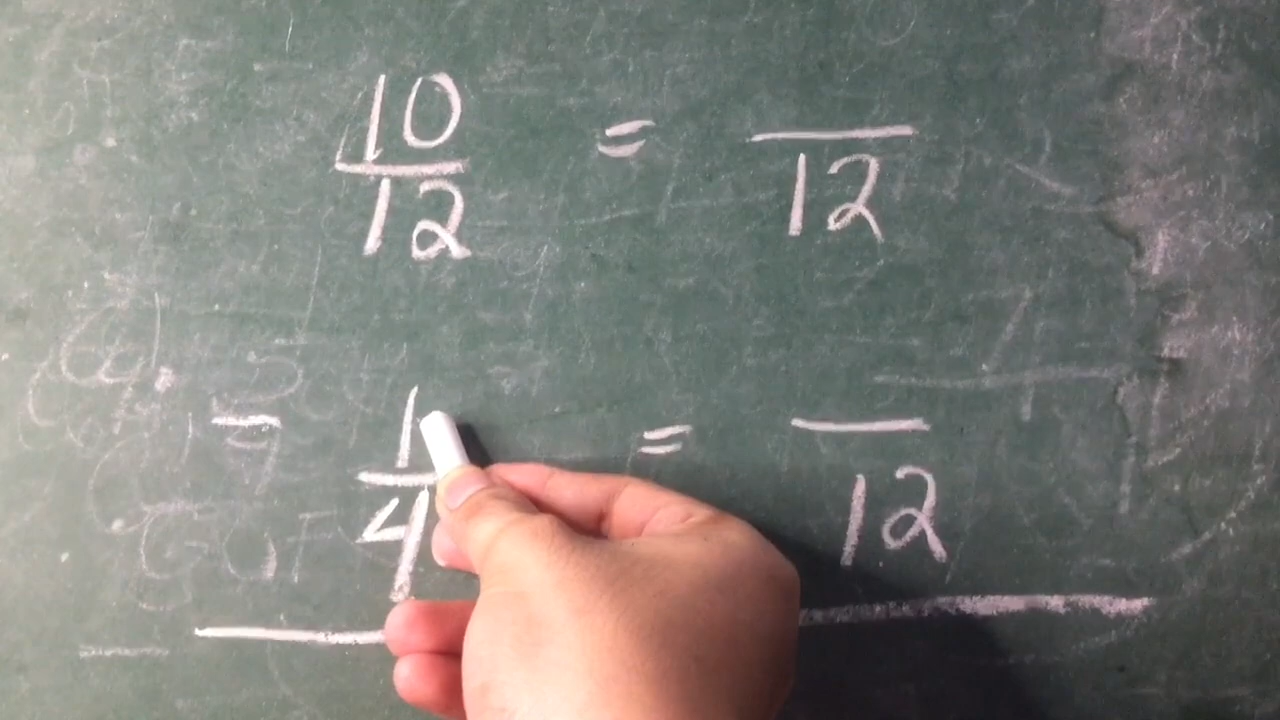 10/12 = /12
- 1/4 = /12